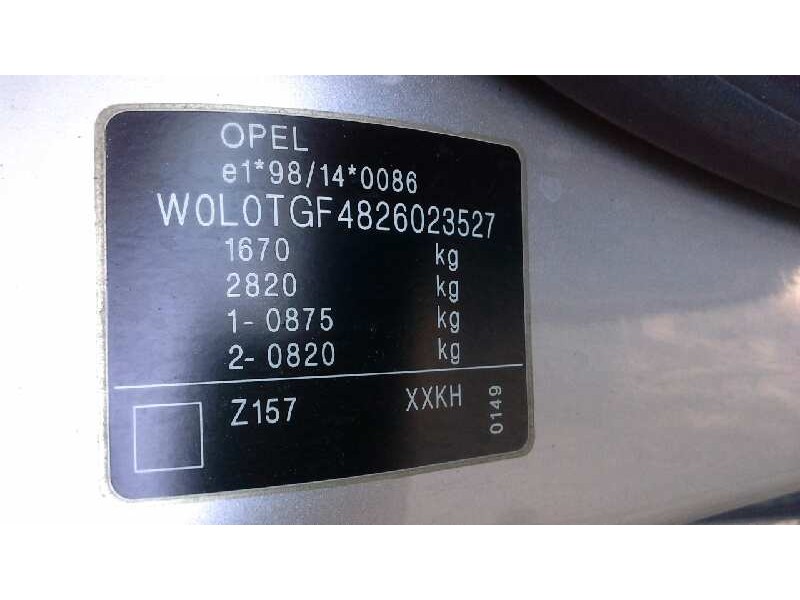 OPEL
e1*98/14*0086
W0L0TGF4826023527
1670 kg
2820 kg
1- 0875 kg
2- 0820 kg
Z157 XXKH 0149